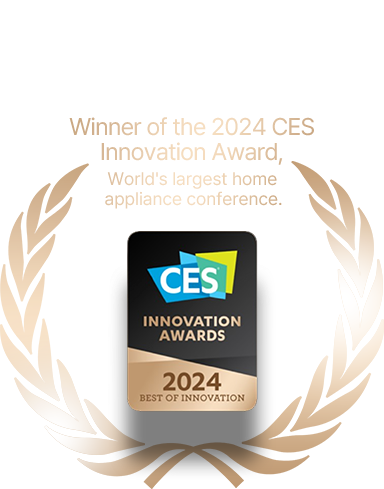 Winner of the 2024 CES
Innovation Award,
World's largest home
appliance conference.
CES
INNOVATION
AWARDS
2024
BEST OF INNOVATION